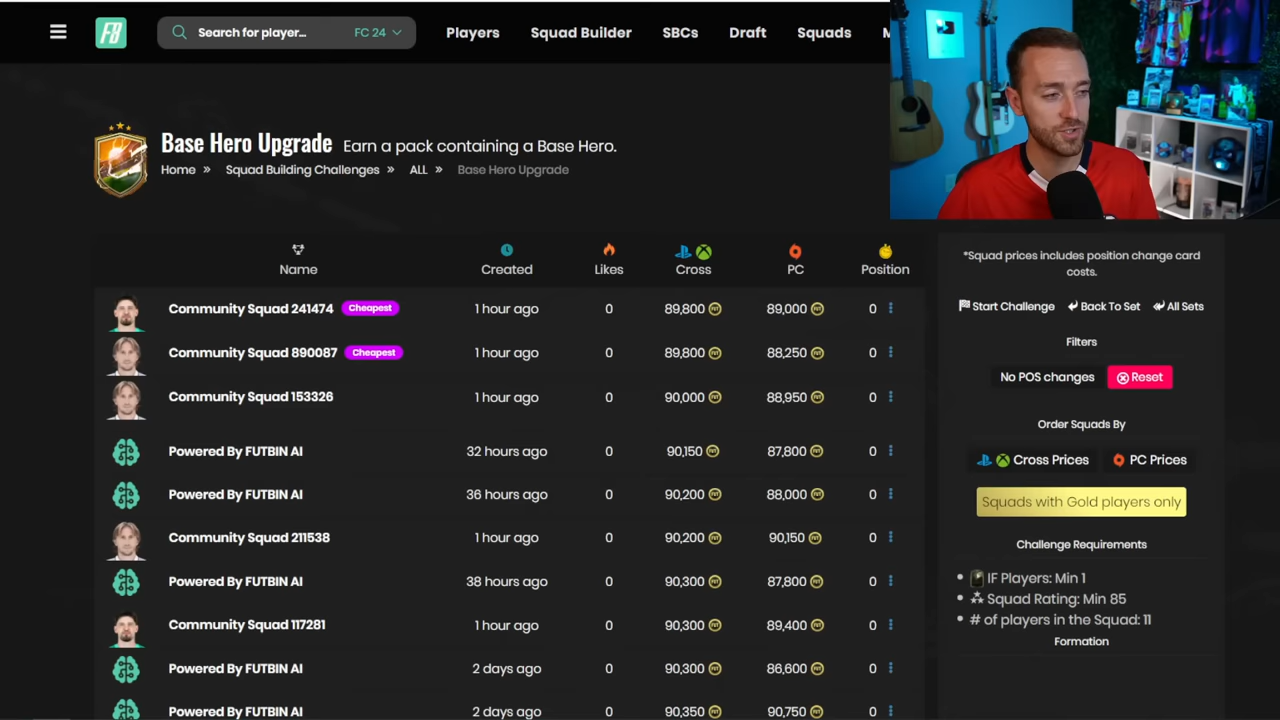 FB
Search for player...
FC 24
Players
Squad Builder
SBCs
Draft
Squads
M
Base Hero Upgrade
Earn a pack containing a Base Hero.
Home » Squad Building Challenges » ALL » Base Hero Upgrade
Name
Created
Likes
Cross
PC
Position
Community Squad 241474 Cheapest 1 hour ago 0 89,800 89,000 0
Community Squad 890087 Cheapest 1 hour ago 0 89,800 88,250 0
Community Squad 153326 1 hour ago 0 90,000 88,950 0
Powered By FUTBIN AI 32 hours ago 0 90,150 87,800 0
Powered By FUTBIN AI 36 hours ago 0 90,200 88,000 0
Community Squad 211538 1 hour ago 0 90,200 90,150 0
Powered By FUTBIN AI 38 hours ago 0 90,300 87,800 0
Community Squad 117281 1 hour ago 0 90,300 89,400 0
Powered By FUTBIN AI 2 days ago 0 90,300 86,600 0
Powered By FUTBIN AI 2 days ago 0 90,350 90,750 0
*Squad prices includes position change card
costs.
Start Challenge Back To Set All Sets
Filters
No POS changes Reset
Order Squads By
Cross Prices PC Prices
Squads with Gold players only
Challenge Requirements
IF Players: Min 1
Squad Rating: Min 85
# of players in the Squad: 11
Formation